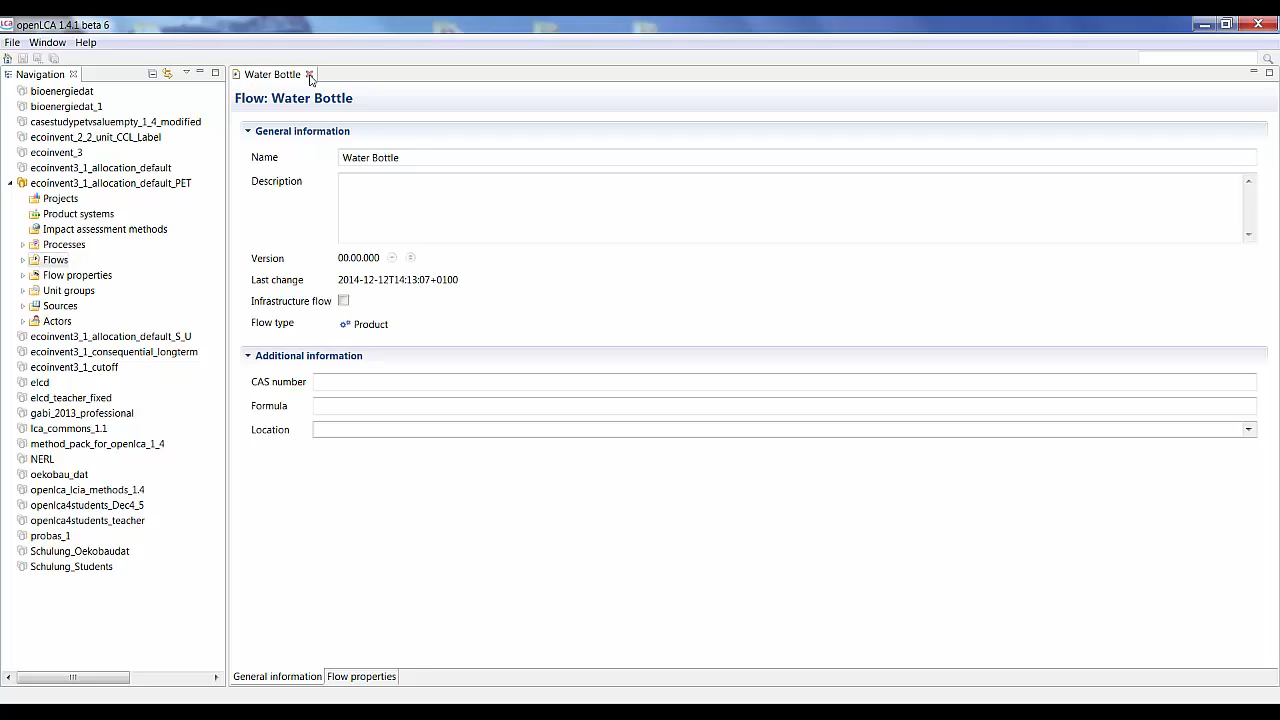 openLCA 1.4.1 beta 6
File Window Help
Navigation
bioenergiedat
bioenergiedat_1
casestudypetvsaluempty_1_4_modified
ecoinvent_2_2_unit_CCL_Label
ecoinvent_3
ecoinvent3_1_allocation_default
ecoinvent3_1_allocation_default_PET
Projects
Product systems
Impact assessment methods
Processes
Flows
Flow properties
Unit groups
Sources
Actors
ecoinvent3_1_allocation_default_S_U
ecoinvent3_1_consequential_longterm
ecoinvent3_1_cutoff
elcd
elcd_teacher_fixed
gabi_2013_professional
lca_commons_1.1
method_pack_for_openlca_1_4
NERL
oekobau_dat
openlca_lcia_methods_1.4
openlca4students_Dec4_5
openlca4students_teacher
probas_1
Schulung_Oekobaudat
Schulung_Students
Water Bottle
Flow: Water Bottle
General information
Name Water Bottle
Description
Version 00.00.000
Last change 2014-12-12T14:13:07+0100
Infrastructure flow
Flow type Product
Additional information
CAS number
Formula
Location
General information Flow properties